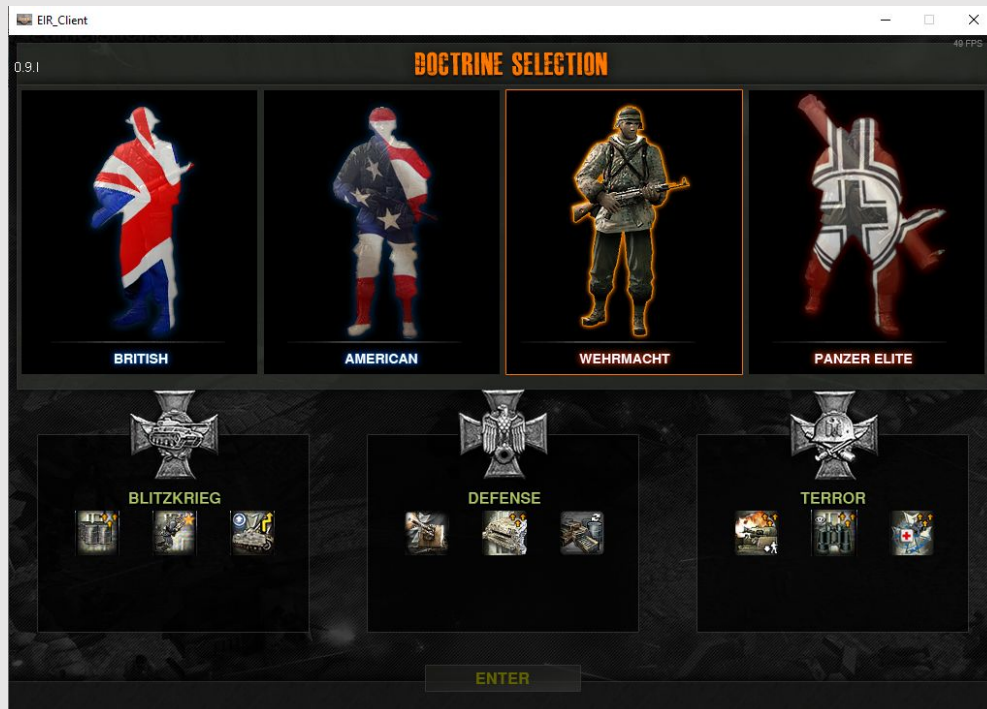 EIR_Client
49 FPS
0.9.I
DOCTRINE SELECTION
BRITISH
AMERICAN
WEHRMACHT
PANZER ELITE
BLITZKRIEG
DEFENSE
TERROR
ENTER